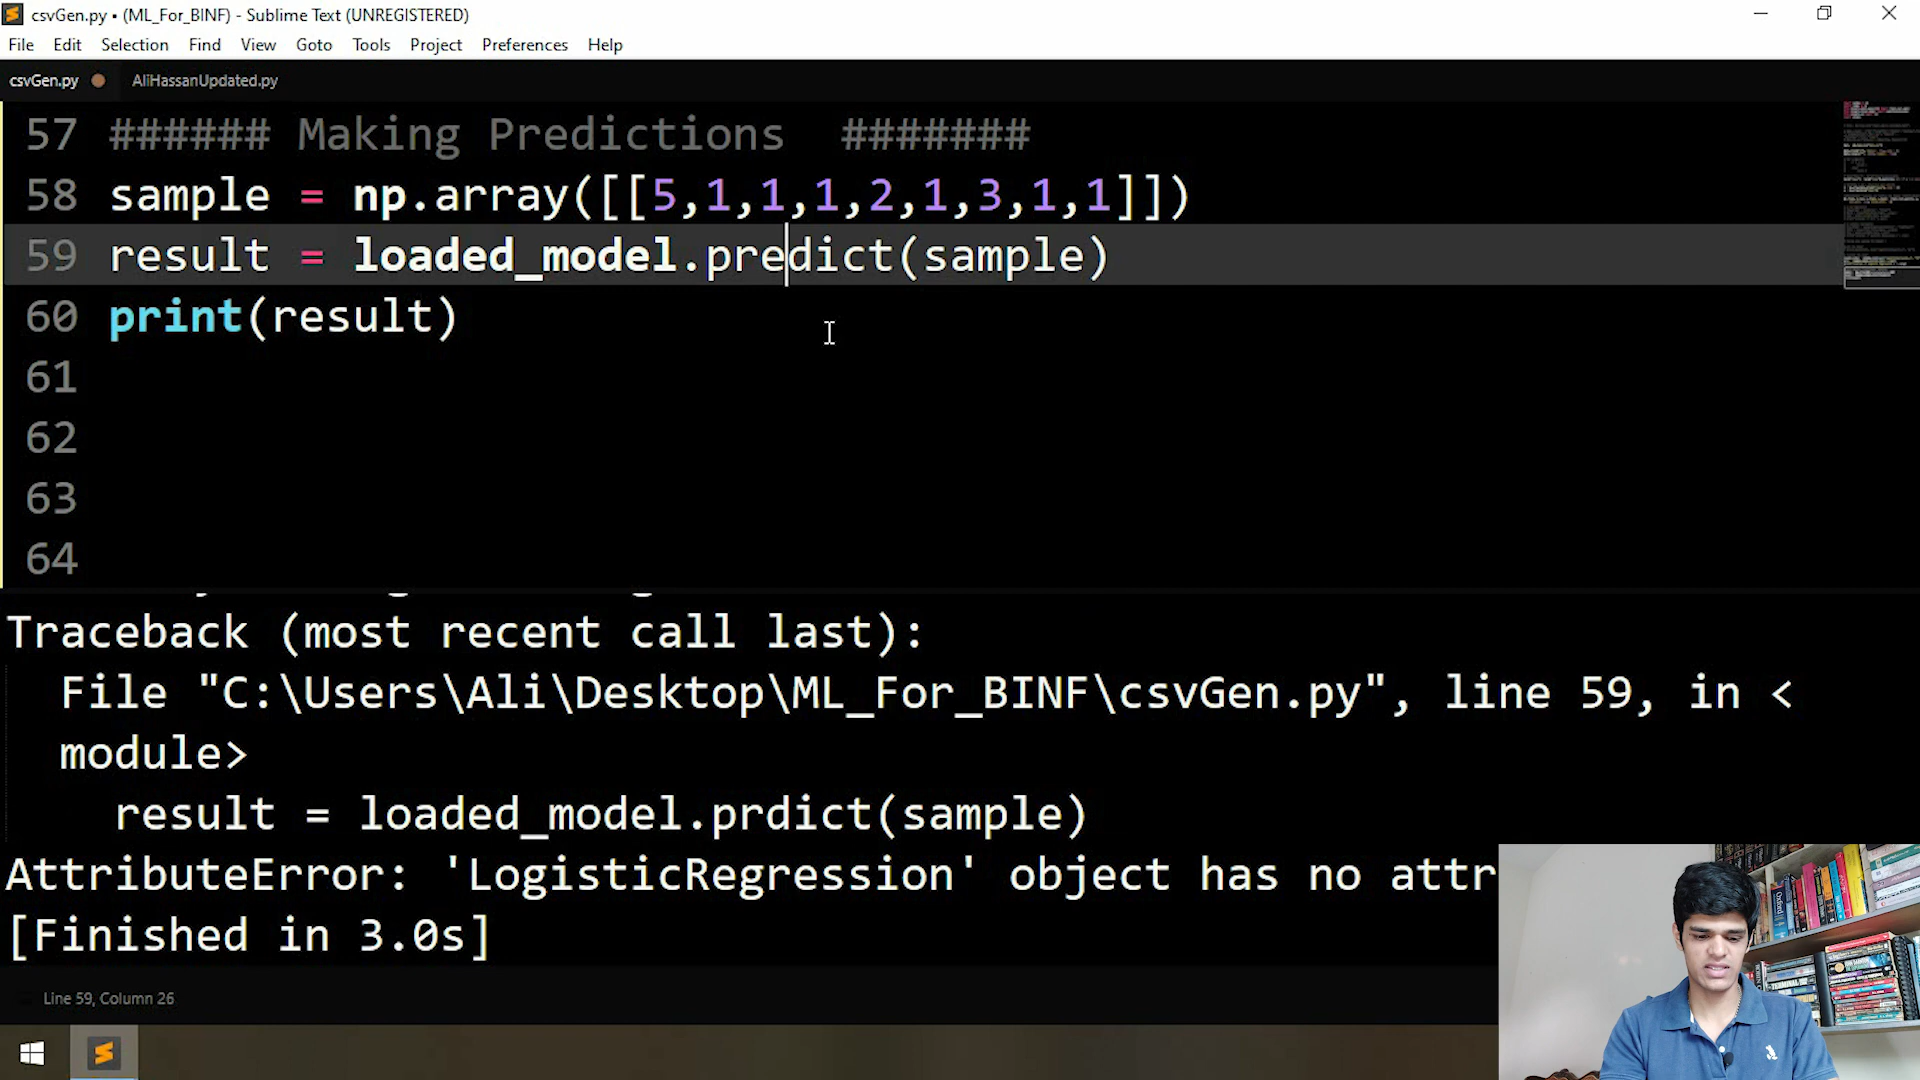 csvGen.py • (ML_For_BINF) - Sublime Text (UNREGISTERED)
File Edit Selection Find View Goto Tools Project Preferences Help
csvGen.py AliHassanUpdated.py
57 ###### Making Predictions #######
58 sample = np.array([[5,1,1,1,2,1,3,1,1]])
59 result = loaded_model.predict(sample)
60 print(result)
61
62
63
64
Traceback (most recent call last):
File "C:\Users\Ali\Desktop\ML_For_BINF\csvGen.py", line 59, in <
module>
result = loaded_model.prdict(sample)
AttributeError: 'LogisticRegression' object has no attr
[Finished in 3.0s]
Line 59, Column 26